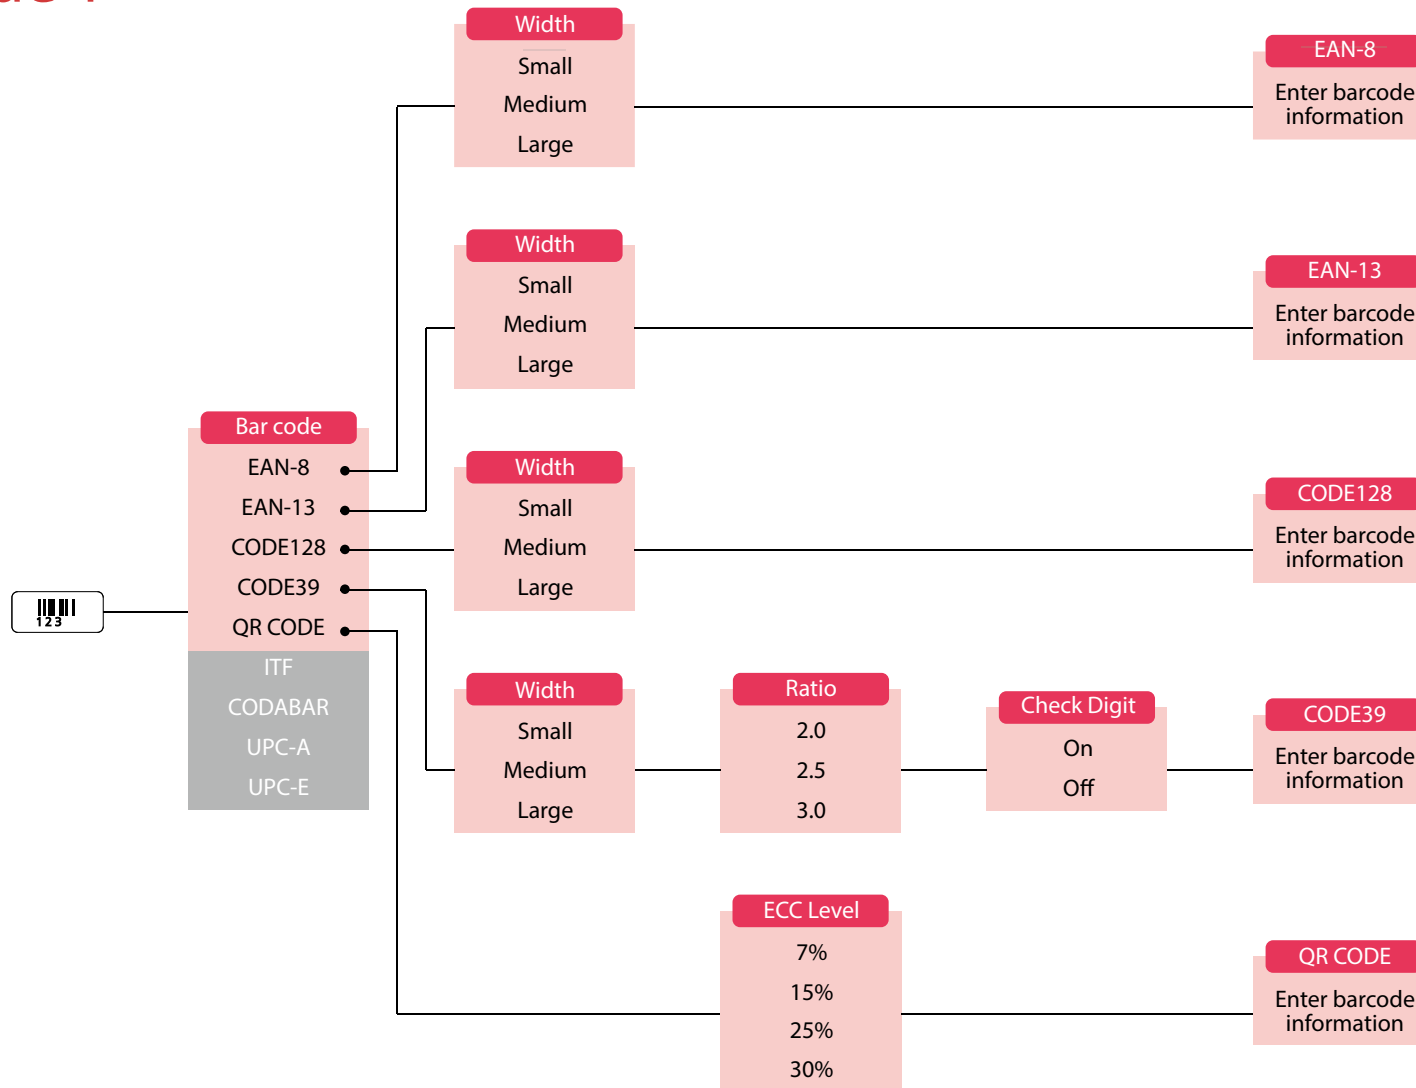 Width
Small
Medium
Large
EAN-8
Enter barcode
information
Width
Small
Medium
Large
EAN-13
Enter barcode
information
Bar code
EAN-8
EAN-13
CODE128
CODE39
QR CODE
ITF
CODABAR
UPC-A
UPC-E
123
Width
Small
Medium
Large
CODE128
Enter barcode
information
Width
Small
Medium
Large
Ratio
2.0
2.5
3.0
Check Digit
On
Off
CODE39
Enter barcode
information
ECC Level
7%
15%
25%
30%
QR CODE
Enter barcode
information